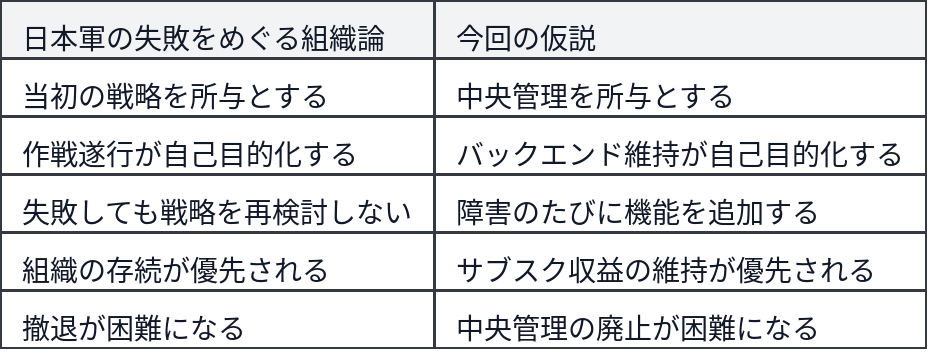 日本軍の失敗をめぐる組織論 今回の仮説
当初の戦略を所与とする 中央管理を所与とする
作戦遂行が自己目的化する バックエンド維持が自己目的化する
失敗しても戦略を再検討しない 障害のたびに機能を追加する
組織の存続が優先される サブスク収益の維持が優先される
撤退が困難になる 中央管理の廃止が困難になる